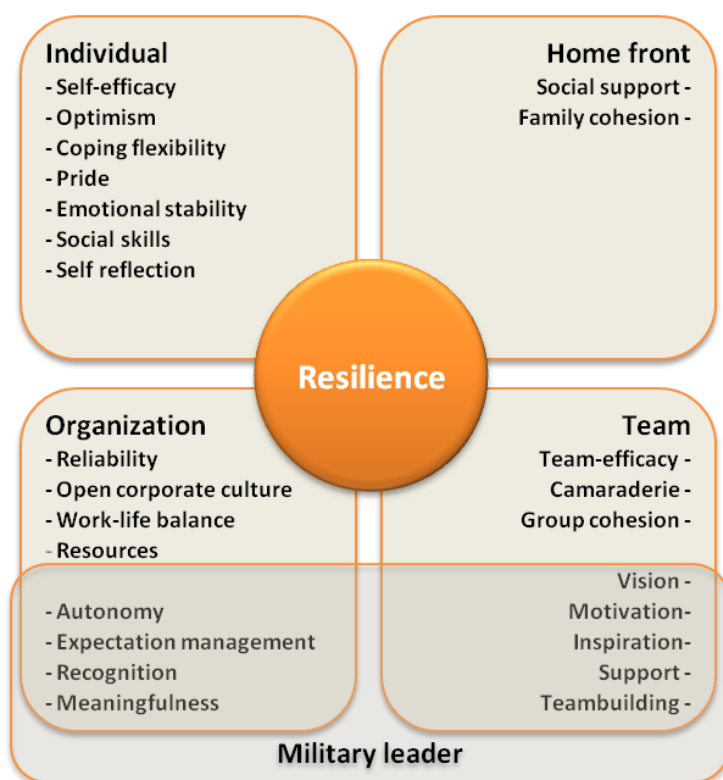 Individual
- Self-efficacy
- Optimism
- Coping flexibility
- Pride
- Emotional stability
- Social skills
- Self reflection
Home front
Social support -
Family cohesion -
Resilience
Organization
- Reliability
- Open corporate culture
- Work-life balance
- Resources
- Autonomy
- Expectation management
- Recognition
- Meaningfulness
Team
Team-efficacy -
Camaraderie -
Group cohesion -
Vision -
Motivation-
Inspiration-
Support -
Teambuilding -
Military leader